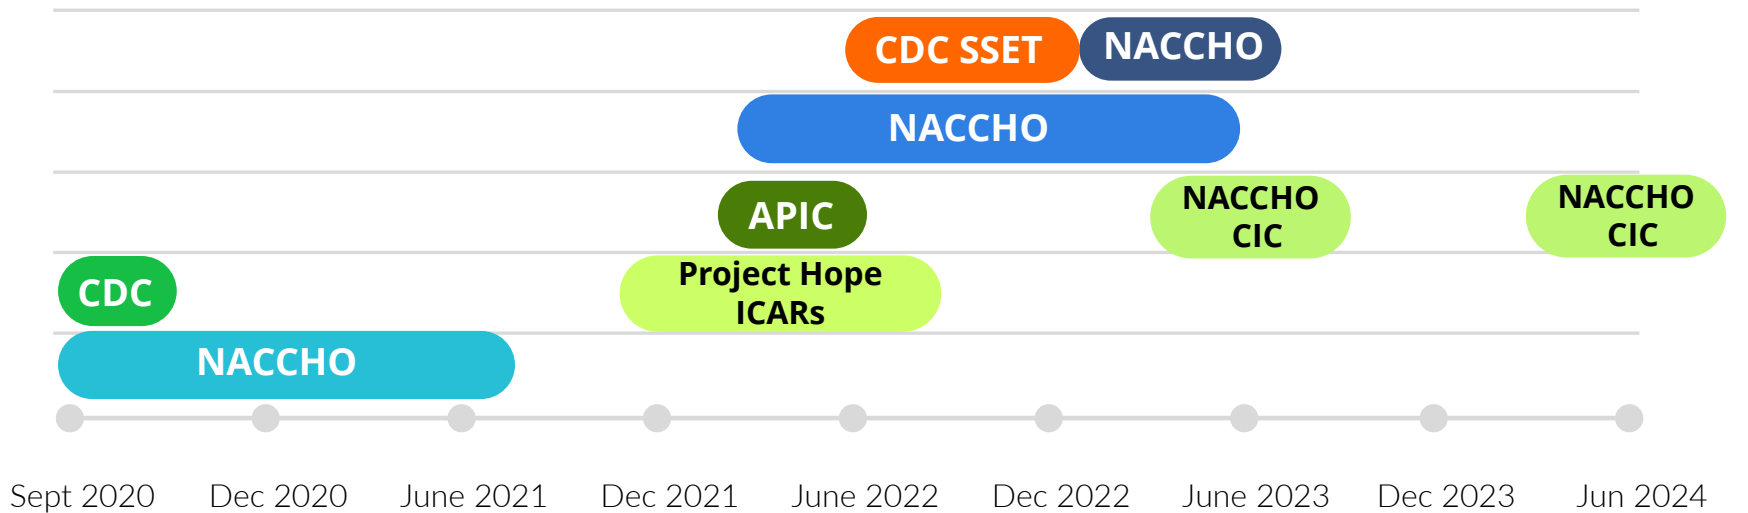 CDC SSET
NACCHO
NACCHO
APIC
NACCHO
CIC
NACCHO
CIC
CDC
Project Hope
ICARs
NACCHO
Sept 2020
Dec 2020
June 2021
Dec 2021
June 2022
Dec 2022
June 2023
Dec 2023
Jun 2024